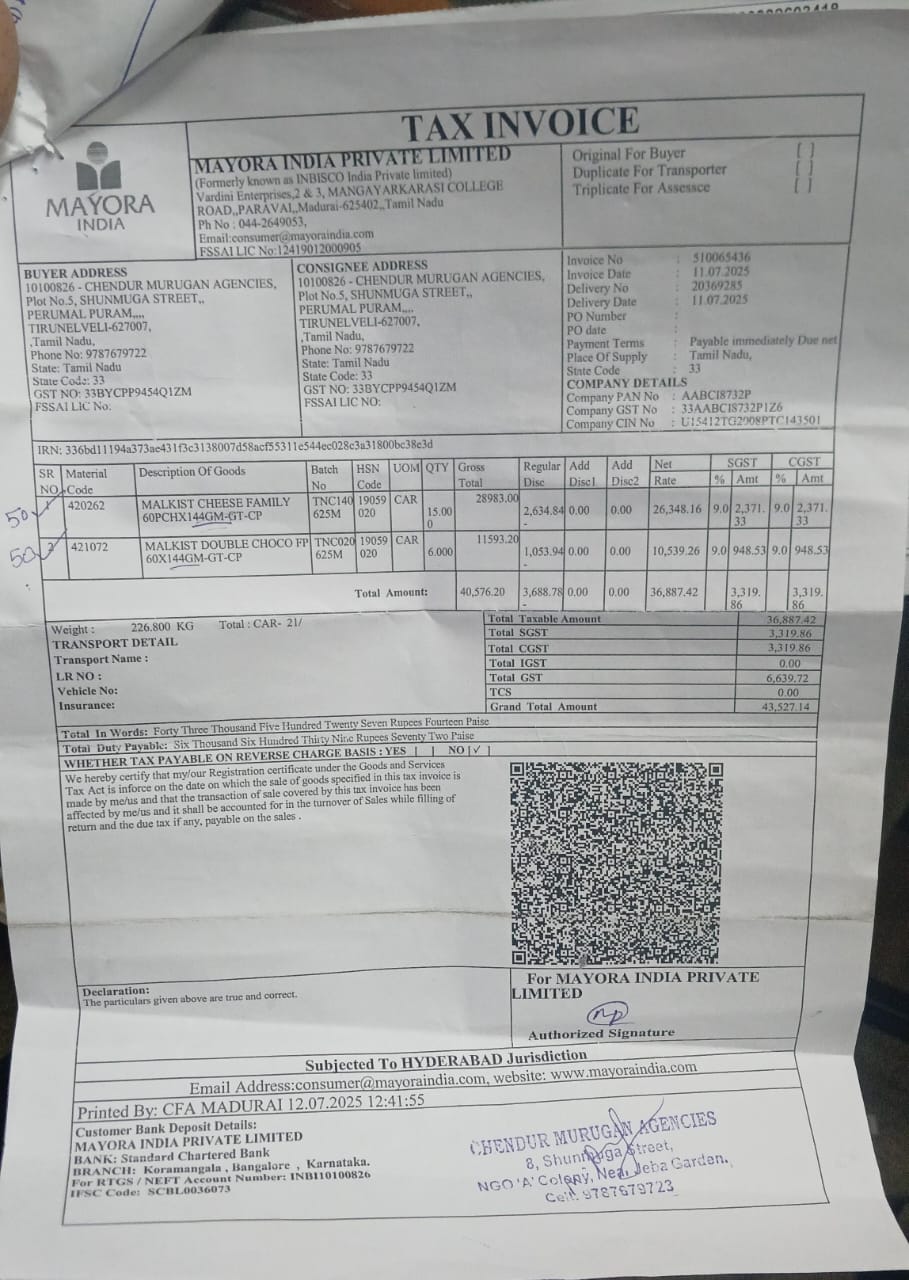 TAX INVOICE
MAYORA
INDIA
MAYORA INDIA PRIVATE LIMITED
(Formerly known as INBISCO India Private limited)
Vardini Enterprises,2 & 3, MANGAYARKARASI COLLEGE
ROAD,,PARAVAI,,Madurai-625402,,Tamil Nadu
Ph No : 044-2649053,
Email:consumer@mayoraindia.com
FSSAI LIC No:12419012000905
Original For Buyer [ ]
Duplicate For Transporter [ ]
Triplicate For Assessce [ ]
BUYER ADDRESS
10100826 - CHENDUR MURUGAN AGENCIES,
Plot No.5, SHUNMUGA STREET,,
PERUMAL PURAM,,,,
TIRUNELVELI-627007,
,Tamil Nadu,
Phone No: 9787679722
State: Tamil Nadu
State Code: 33
GST NO: 33BYCPP9454Q1ZM
FSSAI LIC No:
CONSIGNEE ADDRESS
10100826 - CHENDUR MURUGAN AGENCIES,
Plot No.5, SHUNMUGA STREET,,
PERUMAL PURAM,,,,
TIRUNELVELI-627007,
,Tamil Nadu,
Phone No: 9787679722
State: Tamil Nadu
State Code: 33
GST NO: 33BYCPP9454Q1ZM
FSSAI LIC NO:
Invoice No : 510065436
Invoice Date : 11.07.2025
Delivery No : 20369285
Delivery Date : 11.07.2025
PO Number :
PO date :
Payment Terms : Payable immediately Due net
Place Of Supply : Tamil Nadu,
State Code : 33
COMPANY DETAILS
Company PAN No : AABCI8732P
Company GST No : 33AABCI8732P1Z6
Company CIN No : U15412TG2008PTC143501
IRN: 336bd11194a373ae431f3c3138007d58acf55311e544ec028c3a31800bc38e3d
SR Material Description Of Goods Batch HSN UOM QTY Gross Regular Add Add Net SGST CGST
NO Code No Code Total Disc Disc1 Disc2 Rate % Amt % Amt
50 1 420262 MALKIST CHEESE FAMILY TNC140 19059 CAR 15.00 28983.00 2,634.84 0.00 0.00 26,348.16 9.0 2,371. 9.0 2,371.
60PCHX144GM-GT-CP 625M 020 0 - 33 33
50 2 421072 MALKIST DOUBLE CHOCO FP TNC020 19059 CAR 6.000 11593.20 1,053.94 0.00 0.00 10,539.26 9.0 948.53 9.0 948.53
60X144GM-GT-CP 625M 020 -
Total Amount: 40,576.20 3,688.78 0.00 0.00 36,887.42 3,319. 3,319.
- 86 86
Weight : 226.800 KG Total : CAR- 21/
TRANSPORT DETAIL
Transport Name :
LR NO :
Vehicle No:
Insurance:
Total Taxable Amount 36,887.42
Total SGST 3,319.86
Total CGST 3,319.86
Total IGST 0.00
Total GST 6,639.72
TCS 0.00
Grand Total Amount 43,527.14
Total In Words: Forty Three Thousand Five Hundred Twenty Seven Rupees Fourteen Paise
Total Duty Payable: Six Thousand Six Hundred Thirty Nine Rupees Seventy Two Paise
WHETHER TAX PAYABLE ON REVERSE CHARGE BASIS : YES [ ] NO [√ ]
We hereby certify that my/our Registration certificate under the Goods and Services
Tax Act is inforce on the date on which the sale of goods specified in this tax invoice is
made by me/us and that the transaction of sale covered by this tax invoice has been
affected by me/us and it shall be accounted for in the turnover of Sales while filling of
return and the due tax if any, payable on the sales .
Declaration:
The particulars given above are true and correct.
For MAYORA INDIA PRIVATE
LIMITED
Authorized Signature
Subjected To HYDERABAD Jurisdiction
Email Address:consumer@mayoraindia.com, website: www.mayoraindia.com
Printed By: CFA MADURAI 12.07.2025 12:41:55
Customer Bank Deposit Details:
MAYORA INDIA PRIVATE LIMITED
BANK: Standard Chartered Bank
BRANCH: Koramangala , Bangalore , Karnataka.
For RTGS / NEFT Account Number: INB110100826
IFSC Code: SCBL0036073
CHENDUR MURUGAN AGENCIES
8, Shunmuga Street,
NGO 'A' Colony, Near Jeba Garden.
Cell: 9787679723